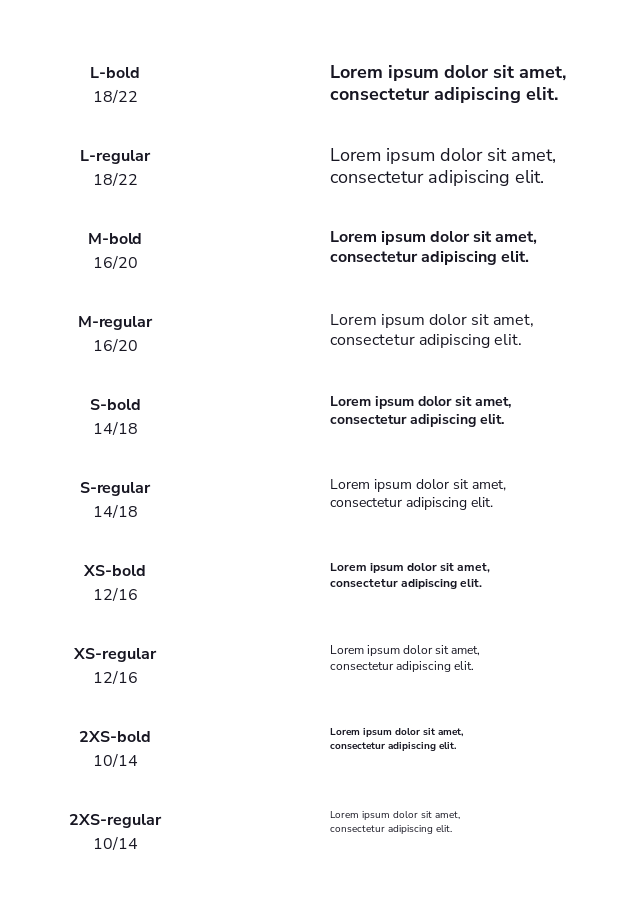 L-bold
18/22
Lorem ipsum dolor sit amet,
consectetur adipiscing elit.
L-regular
18/22
Lorem ipsum dolor sit amet,
consectetur adipiscing elit.
M-bold
16/20
Lorem ipsum dolor sit amet,
consectetur adipiscing elit.
M-regular
16/20
Lorem ipsum dolor sit amet,
consectetur adipiscing elit.
S-bold
14/18
Lorem ipsum dolor sit amet,
consectetur adipiscing elit.
S-regular
14/18
Lorem ipsum dolor sit amet,
consectetur adipiscing elit.
XS-bold
12/16
Lorem ipsum dolor sit amet,
consectetur adipiscing elit.
XS-regular
12/16
Lorem ipsum dolor sit amet,
consectetur adipiscing elit.
2XS-bold
10/14
Lorem ipsum dolor sit amet,
consectetur adipiscing elit.
2XS-regular
10/14
Lorem ipsum dolor sit amet,
consectetur adipiscing elit.